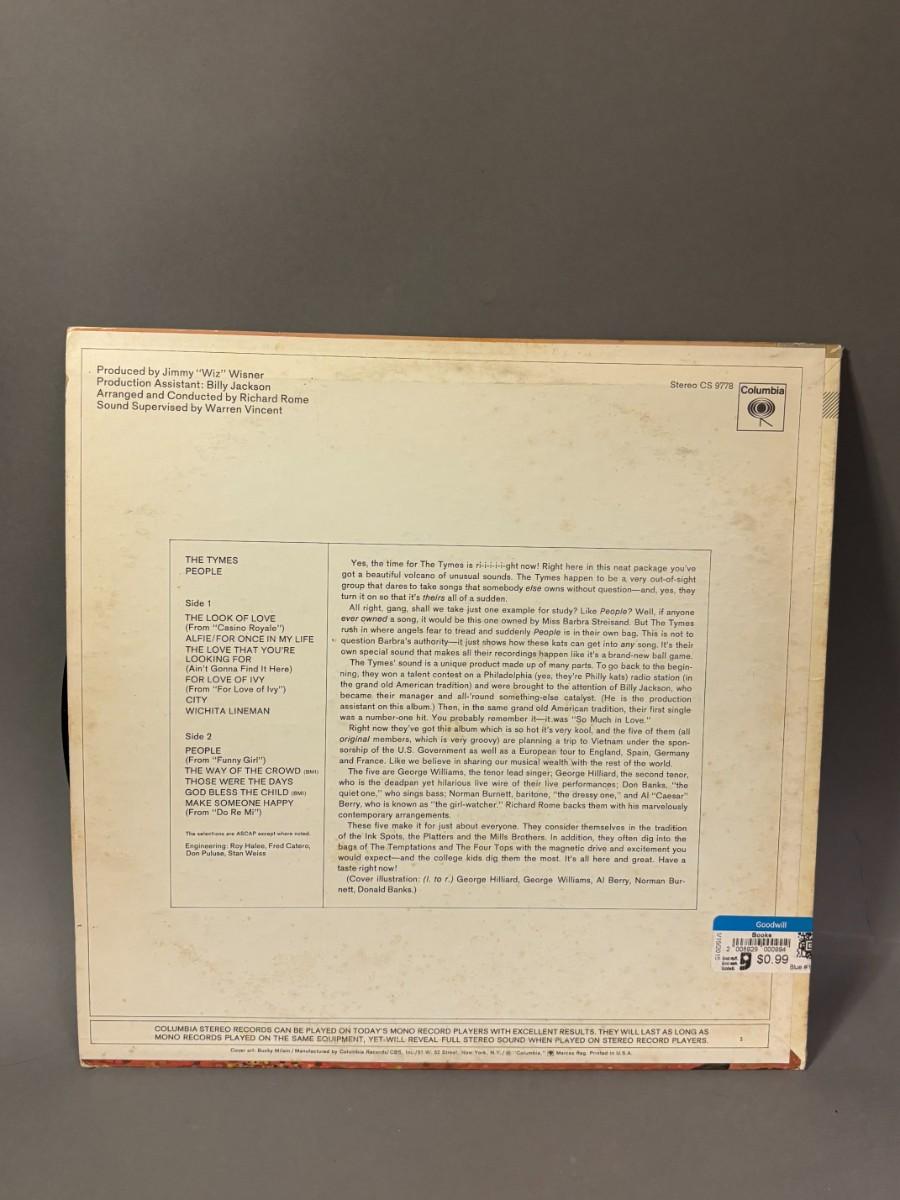 Produced by Jimmy "Wiz" Wisner
Production Assistant: Billy Jackson
Arranged and Conducted by Richard Rome
Sound Supervised by Warren Vincent
Stereo CS 9778
Columbia
THE TYMES
PEOPLE
Side 1
THE LOOK OF LOVE
(From "Casino Royale")
ALFIE/FOR ONCE IN MY LIFE
THE LOVE THAT YOU'RE
LOOKING FOR
(Ain't Gonna Find It Here)
FOR LOVE OF IVY
(From "For Love of Ivy")
CITY
WICHITA LINEMAN
Side 2
PEOPLE
(From "Funny Girl")
THE WAY OF THE CROWD (BMI)
THOSE WERE THE DAYS
GOD BLESS THE CHILD (BMI)
MAKE SOMEONE HAPPY
(From "Do Re Mi")
The selections are ASCAP except where noted.
Engineering: Roy Halee, Fred Catero,
Don Puluse, Stan Weiss
Yes, the time for The Tymes is ri-i-i-i-i-ght now! Right here in this neat package you've
got a beautiful volcano of unusual sounds. The Tymes happen to be a very out-of-sight
group that dares to take songs that somebody else owns without question—and, yes, they
turn it on so that it's theirs all of a sudden.
All right, gang, shall we take just one example for study? Like People? Well, if anyone
ever owned a song, it would be this one owned by Miss Barbra Streisand. But The Tymes
rush in where angels fear to tread and suddenly People is in their own bag. This is not to
question Barbra's authority—it just shows how these kats can get into any song. It's their
own special sound that makes all their recordings happen like it's a brand-new ball game.
The Tymes' sound is a unique product made up of many parts. To go back to the begin-
ning, they won a talent contest on a Philadelphia (yes, they're Philly kats) radio station (in
the grand old American tradition) and were brought to the attention of Billy Jackson, who
became their manager and all-'round something-else catalyst. (He is the production
assistant on this album.) Then, in the same grand old American tradition, their first single
was a number-one hit. You probably remember it—it was "So Much in Love."
Right now they've got this album which is so hot it's very kool, and the five of them (all
original members, which is very groovy) are planning a trip to Vietnam under the spon-
sorship of the U.S. Government as well as a European tour to England, Spain, Germany
and France. Like we believe in sharing our musical wealth with the rest of the world.
The five are George Williams, the tenor lead singer; George Hilliard, the second tenor,
who is the deadpan yet hilarious live wire of their live performances; Don Banks, "the
quiet one," who sings bass; Norman Burnett, baritone, "the dressy one," and Al "Caesar"
Berry, who is known as "the girl-watcher." Richard Rome backs them with his marvelously
contemporary arrangements.
These five make it for just about everyone. They consider themselves in the tradition
of the Ink Spots, the Platters and the Mills Brothers. In addition, they often dig into the
bags of The Temptations and The Four Tops with the magnetic drive and excitement you
would expect—and the college kids dig them the most. It's all here and great. Have a
taste right now!
(Cover illustration: (l. to r.) George Hilliard, George Williams, Al Berry, Norman Bur-
nett, Donald Banks.)
Goodwill
Books
2 008629 000994
9 $0.99
Blue
COLUMBIA STEREO RECORDS CAN BE PLAYED ON TODAY'S MONO RECORD PLAYERS WITH EXCELLENT RESULTS. THEY WILL LAST AS LONG AS
MONO RECORDS PLAYED ON THE SAME EQUIPMENT, YET WILL REVEAL FULL STEREO SOUND WHEN PLAYED ON STEREO RECORD PLAYERS.
Manufactured by Columbia Records/CBS, Inc./51 W. 52 Street, New York, N.Y./® "Columbia," Marcas Reg. Printed in U.S.A.